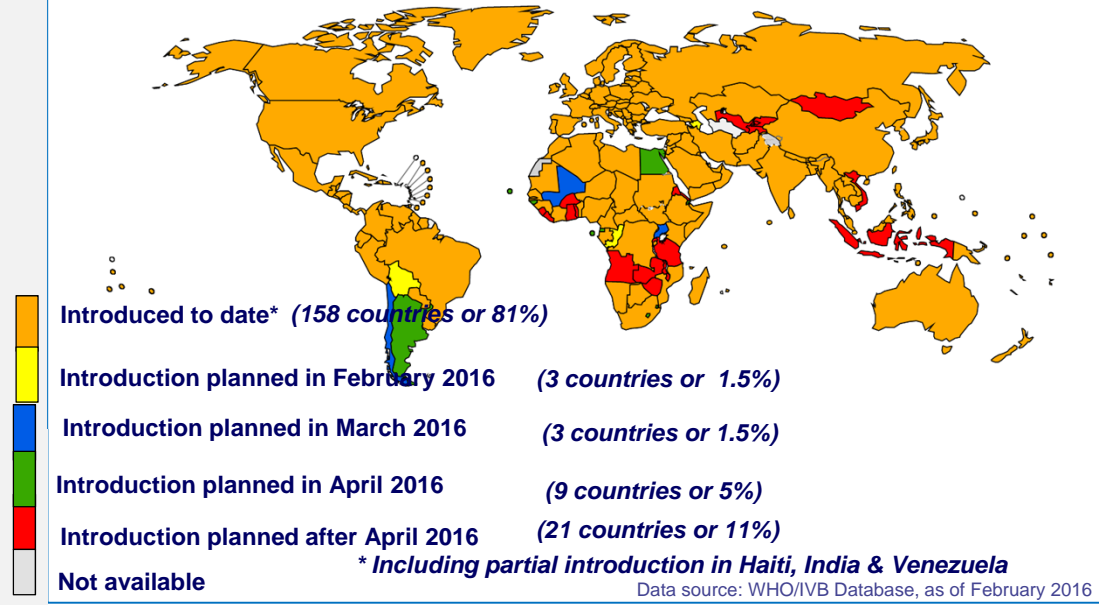 Introduced to date* (158 countries or 81%)
Introduction planned in February 2016 (3 countries or 1.5%)
Introduction planned in March 2016 (3 countries or 1.5%)
Introduction planned in April 2016 (9 countries or 5%)
Introduction planned after April 2016 (21 countries or 11%)
* Including partial introduction in Haiti, India & Venezuela
Not available
Data source: WHO/IVB Database, as of February 2016